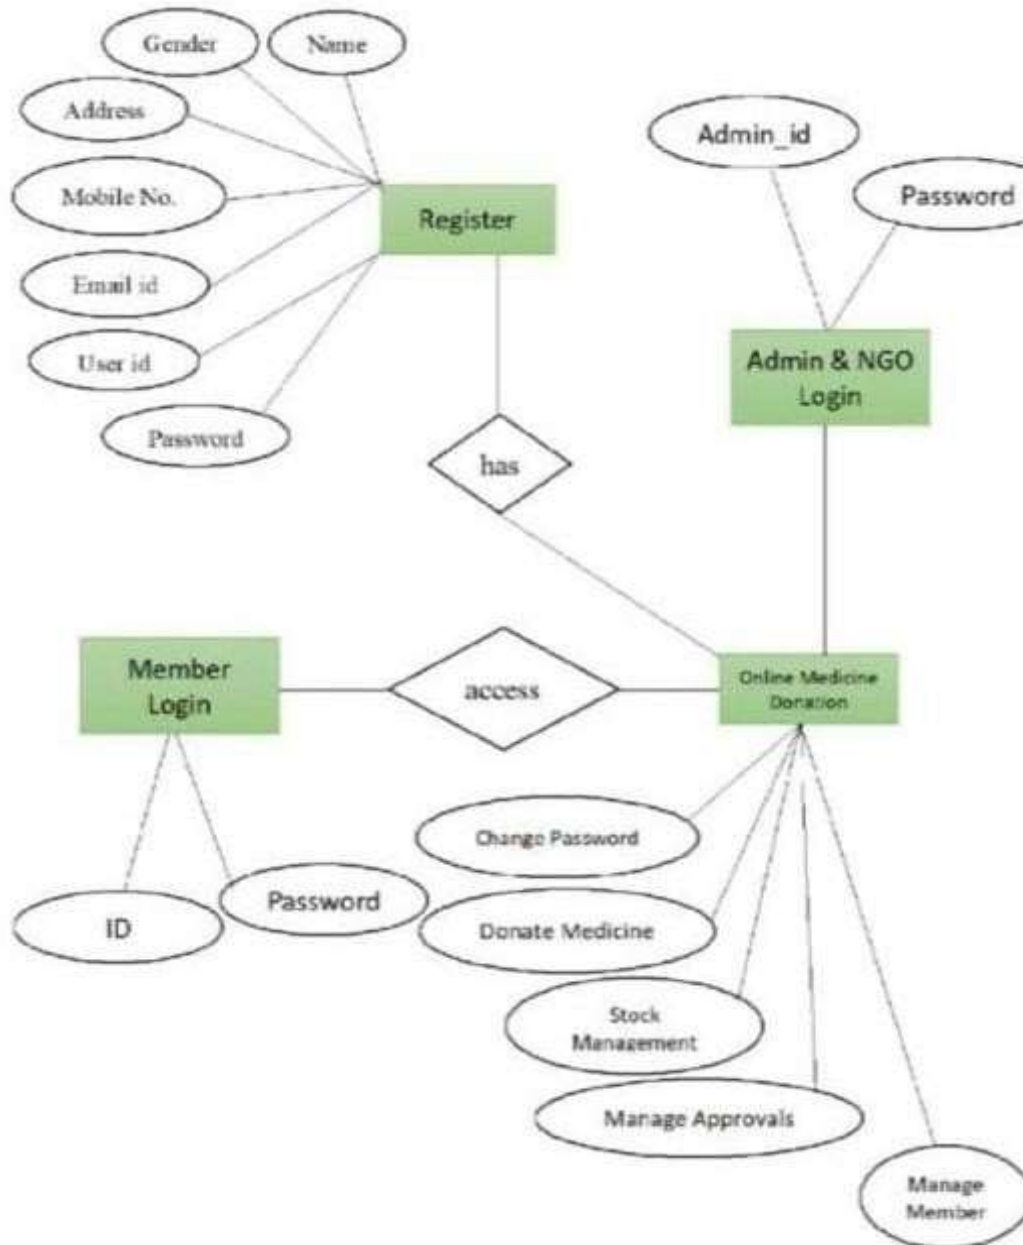 Gender
Name
Address
Admin_id
Mobile No.
Password
Register
Email id
User id
Admin & NGO
Login
Password
has
Member
Login
access
Online Medicine
Donation
Change Password
ID
Password
Donate Medicine
Stock
Management
Manage Approvals
Manage
Member